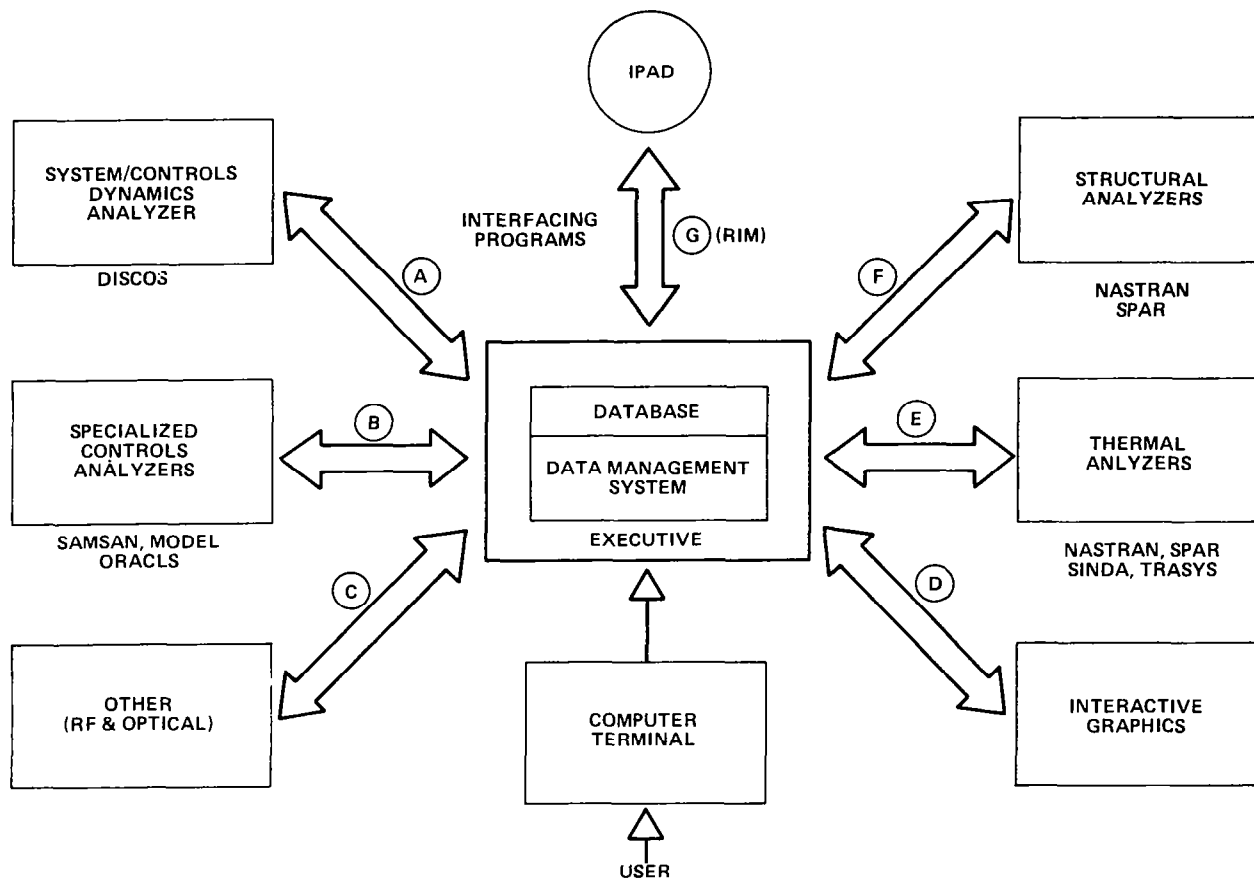 IPAD
SYSTEM/CONTROLS
DYNAMICS
ANALYZER
DISCOS
A
INTERFACING
PROGRAMS
G (RIM)
F
STRUCTURAL
ANALYZERS
NASTRAN
SPAR
SPECIALIZED
CONTROLS
ANALYZERS
SAMSAN, MODEL
ORACLS
B
DATABASE
DATA MANAGEMENT
SYSTEM
EXECUTIVE
E
THERMAL
ANLYZERS
NASTRAN, SPAR
SINDA, TRASYS
OTHER
(RF & OPTICAL)
C
COMPUTER
TERMINAL
USER
D
INTERACTIVE
GRAPHICS